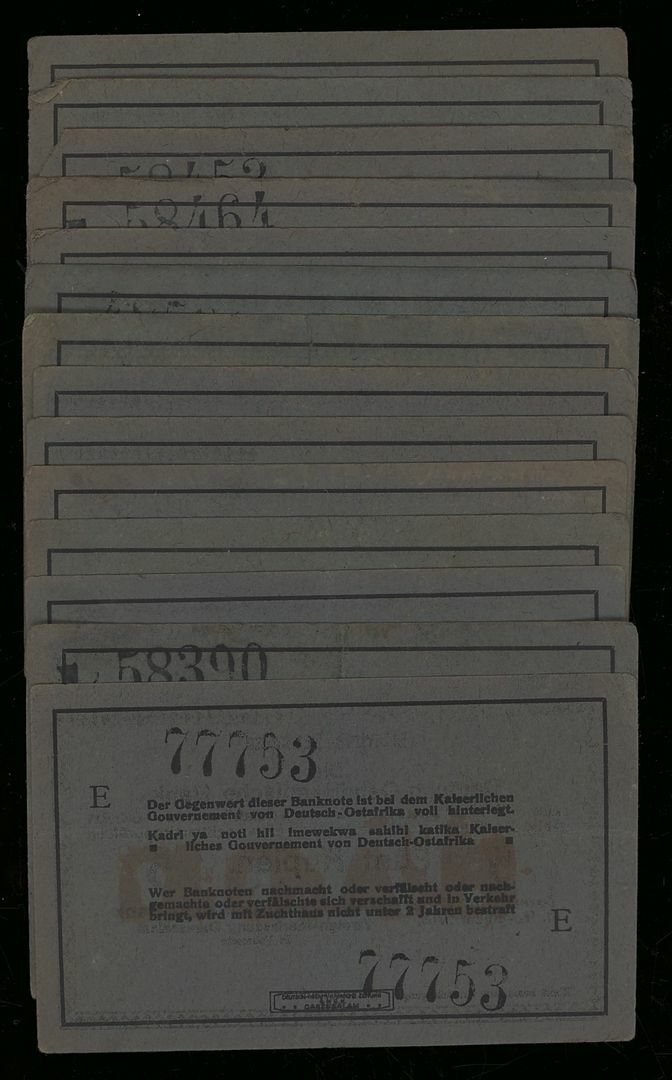 58452
58464
58390
77753
E
Der Gegenwert dieser Banknote ist bei dem Kaiserlichen
Gouvernement von Deutsch-Ostafrika voll hinterlegt.
Kadri ya noti hii imewekwa sahihi katika Kaiser-
liches Gouvernement von Deutsch-Ostafrika
Wer Banknoten nachmacht oder verfälscht oder nach-
gemachte oder verfälschte sich verschafft und in Verkehr
bringt, wird mit Zuchthaus nicht unter 2 Jahren bestraft
E
77753
DARESSALAM